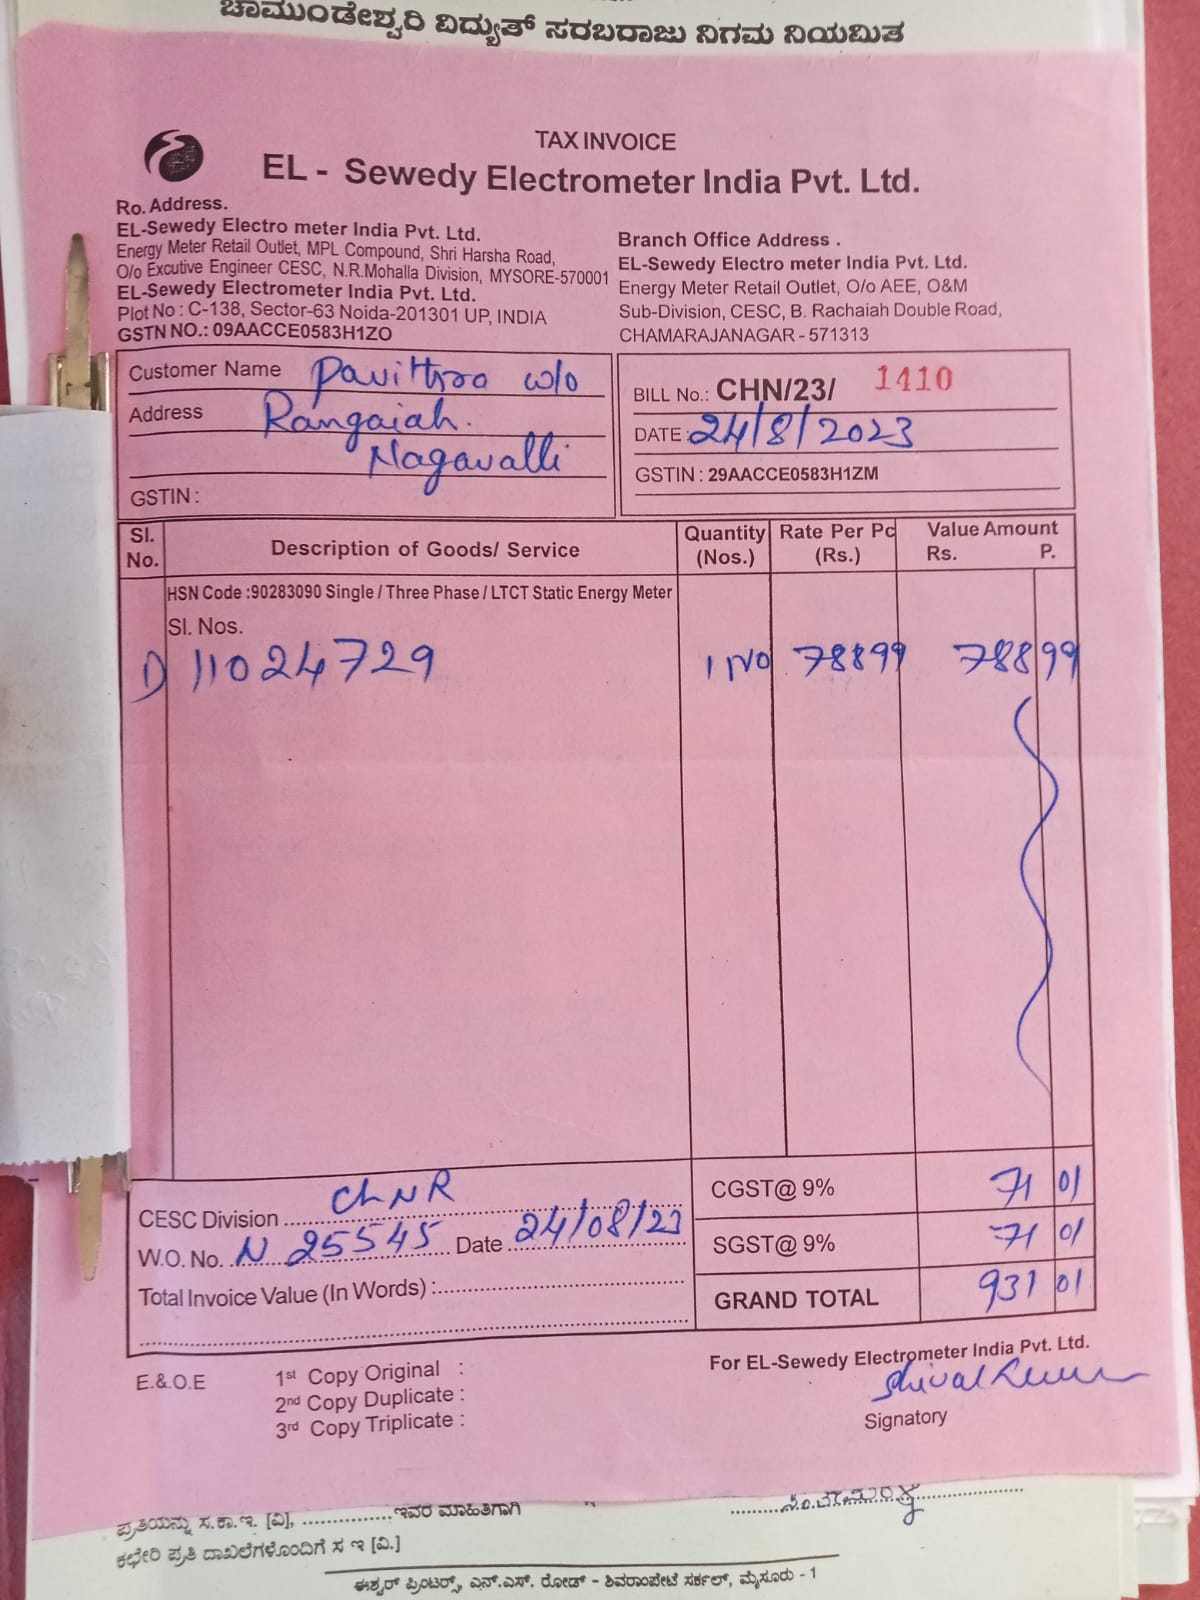 ಚಾಮುಂಡೇಶ್ವರಿ ವಿದ್ಯುತ್ ಸರಬರಾಜು ನಿಗಮ ನಿಯಮಿತ
TAX INVOICE
EL - Sewedy Electrometer India Pvt. Ltd.
Ro. Address.
EL-Sewedy Electro meter India Pvt. Ltd.
Energy Meter Retail Outlet, MPL Compound, Shri Harsha Road,
O/o Excutive Engineer CESC, N.R.Mohalla Division, MYSORE-570001
EL-Sewedy Electrometer India Pvt. Ltd.
Plot No : C-138, Sector-63 Noida-201301 UP, INDIA
GSTN NO.: 09AACCE0583H1ZO
Branch Office Address .
EL-Sewedy Electro meter India Pvt. Ltd.
Energy Meter Retail Outlet, O/o AEE, O&M
Sub-Division, CESC, B. Rachaiah Double Road,
CHAMARAJANAGAR - 571313
Customer Name Pavithra w/o
Address Rangaiah.
Nagavalli
GSTIN :
BILL No.: CHN/23/ 1410
DATE : 24/8/2023
GSTIN : 29AACCE0583H1ZM
Sl. No. Description of Goods/ Service Quantity (Nos.) Rate Per Pc (Rs.) Value Amount Rs. P.
HSN Code :90283090 Single / Three Phase / LTCT Static Energy Meter
Sl. Nos.
1) 11024729 1 No 78899 788 99
CESC Division CHNR
W.O. No. N 25545 Date 24/08/23
Total Invoice Value (In Words) :
CGST@ 9% 71 01
SGST@ 9% 71 01
GRAND TOTAL 931 01
For EL-Sewedy Electrometer India Pvt. Ltd.
Signatory
E.&.O.E
1st Copy Original :
2nd Copy Duplicate :
3rd Copy Triplicate :
ಪ್ರತಿಯನ್ನು ಸ.ಕಾ.ಇ. [ವಿ], ಇವರ ಮಾಹಿತಿಗಾಗಿ
ಕಛೇರಿ ಪ್ರತಿ ದಾಖಲೆಗಳೊಂದಿಗೆ ಸ ಇ [ವಿ.]
ಈಶ್ವರ್ ಪ್ರಿಂಟರ್ಸ್, ಎನ್.ಎಸ್. ರೋಡ್ - ಶಿವರಾಂಪೇಟೆ ಸರ್ಕಲ್, ಮೈಸೂರು - 1